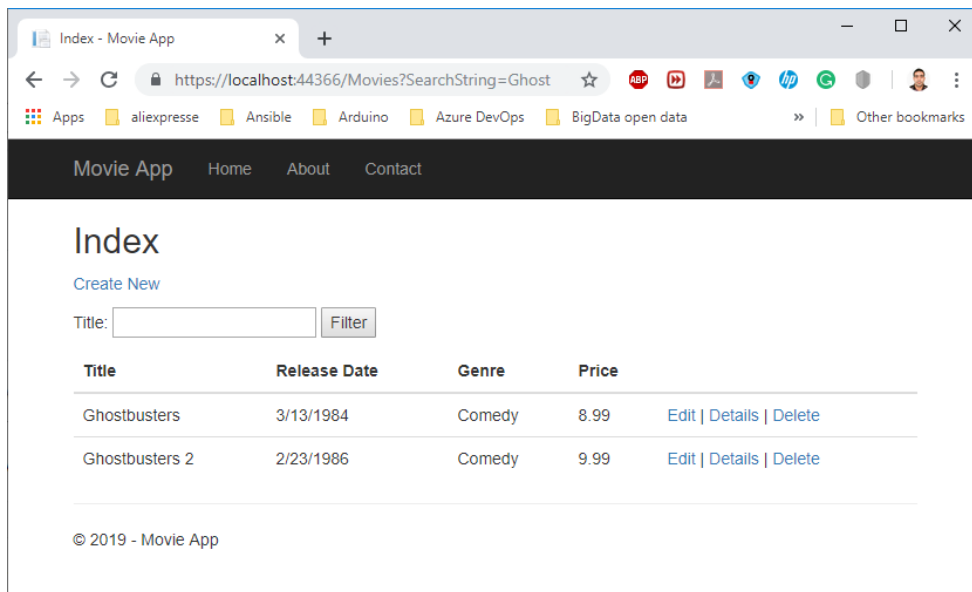 Index - Movie App
https://localhost:44366/Movies?SearchString=Ghost
ABP
hp
G
Apps aliexpresse Ansible Arduino Azure DevOps BigData open data » Other bookmarks
Movie App Home About Contact
Index
Create New
Title: Filter
Title Release Date Genre Price
Ghostbusters 3/13/1984 Comedy 8.99 Edit | Details | Delete
Ghostbusters 2 2/23/1986 Comedy 9.99 Edit | Details | Delete
© 2019 - Movie App